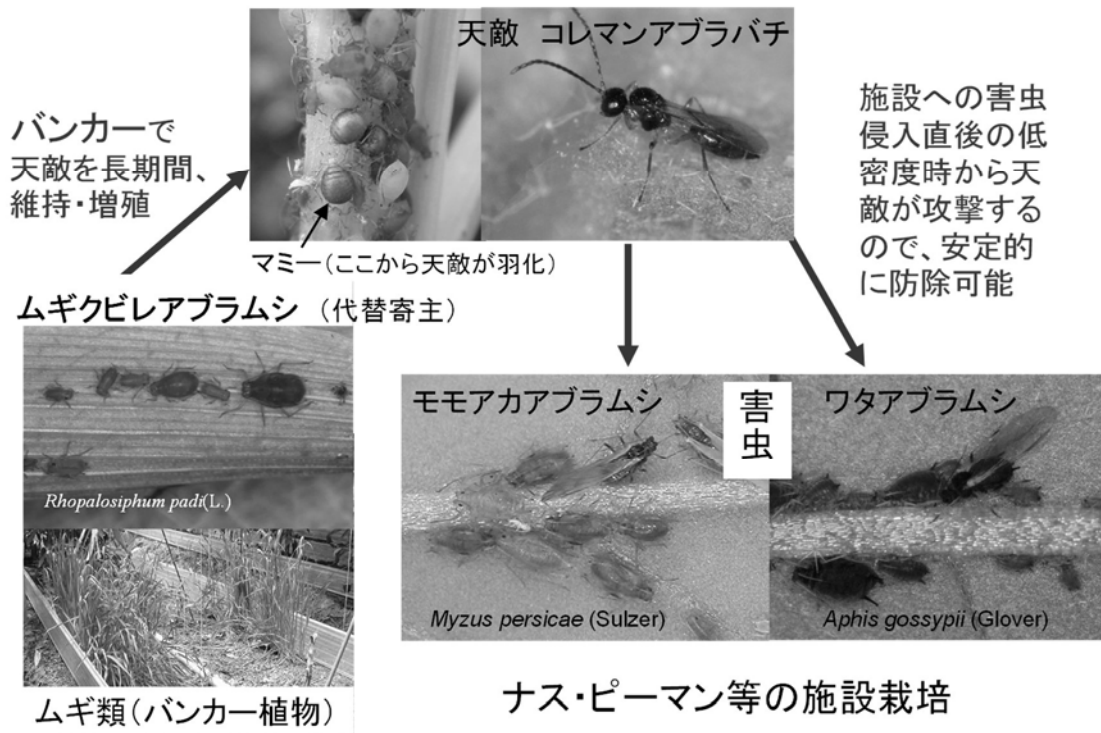 天敵 コレマンアブラバチ
バンカーで
天敵を長期間、
維持・増殖
施設への害虫
侵入直後の低
密度時から天
敵が攻撃する
ので、安定的
に防除可能
マミー(ここから天敵が羽化)
ムギクビレアブラムシ (代替寄主)
Rhopalosiphum padi(L.)
ムギ類(バンカー植物)
モモアカアブラムシ
害
虫
ワタアブラムシ
Myzus persicae (Sulzer)
Aphis gossypii (Glover)
ナス・ピーマン等の施設栽培